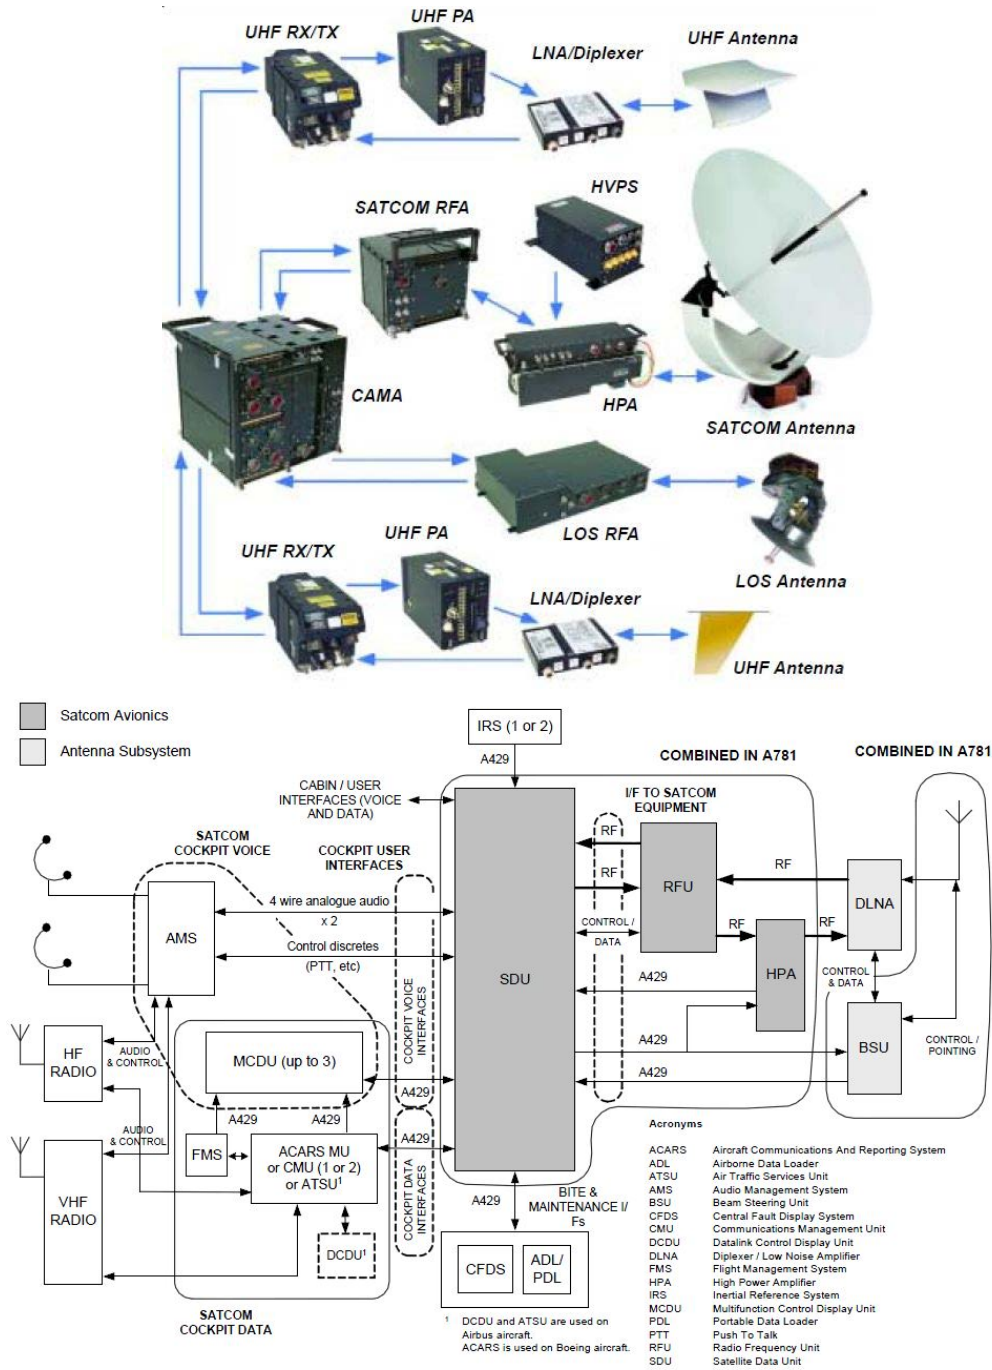 UHF PA
UHF RX/TX
LNA/Diplexer
UHF Antenna
HVPS
SATCOM RFA
CAMA
HPA
SATCOM Antenna
LOS RFA
UHF PA
UHF RX/TX
LOS Antenna
LNA/Diplexer
UHF Antenna
Satcom Avionics
Antenna Subsystem
IRS (1 or 2)
A429
COMBINED IN A781
COMBINED IN A781
CABIN / USER
INTERFACES (VOICE
AND DATA)
I/F TO SATCOM
EQUIPMENT
SATCOM
COCKPIT VOICE
COCKPIT USER
INTERFACES
RF
RF
RF
RFU
DLNA
4 wire analogue audio
x 2
AMS
Control discretes
(PTT, etc)
CONTROL /
DATA
RF
RF
HPA
SDU
A429
CONTROL
& DATA
COCKPIT VOICE
INTERFACES
HF
RADIO
AUDIO
& CONTROL
MCDU (up to 3)
A429
A429
BSU
CONTROL /
POINTING
A429
A429
A429
AUDIO
& CONTROL
FMS
ACARS MU
or CMU (1 or 2)
or ATSU¹
A429
COCKPIT DATA
INTERFACES
VHF
RADIO
DCDU¹
A429
BITE &
MAINTENANCE I/
Fs
CFDS
ADL/
PDL
SATCOM
COCKPIT DATA
¹ DCDU and ATSU are used on
Airbus aircraft.
ACARS is used on Boeing aircraft.
Acronyms
ACARS Aircraft Communications And Reporting System
ADL Airborne Data Loader
ATSU Air Traffic Services Unit
AMS Audio Management System
BSU Beam Steering Unit
CFDS Central Fault Display System
CMU Communications Management Unit
DCDU Datalink Control Display Unit
DLNA Diplexer / Low Noise Amplifier
FMS Flight Management System
HPA High Power Amplifier
IRS Inertial Reference System
MCDU Multifunction Control Display Unit
PDL Portable Data Loader
PTT Push To Talk
RFU Radio Frequency Unit
SDU Satellite Data Unit